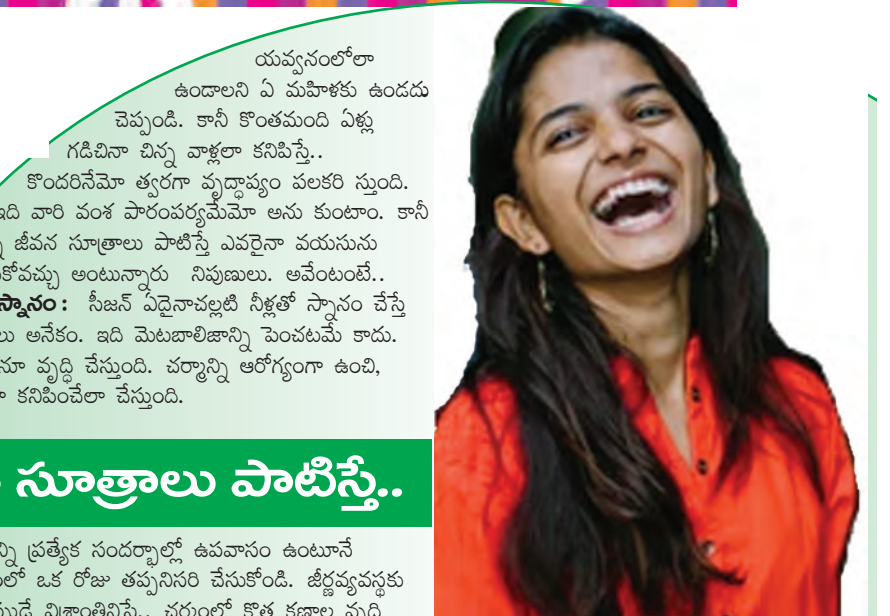 యవ్వనంలోలా
ఉండాలని ఏ మహిళకు ఉండదు
చెప్పండి. కానీ కొంతమంది ఏళ్లు
గడిచినా చిన్న వాళ్లలా కనిపిస్తే..
కొందరినేమో త్వరగా వృద్ధాప్యం పలకరి స్తుంది.
ఇది వారి వంశ పారంపర్యమేమో అను కుంటాం. కానీ
జీవన సూత్రాలు పాటిస్తే ఎవరైనా వయసును
కోవచ్చు అంటున్నారు నిపుణులు. అవేంటంటే..
స్నానం : సీజన్ ఏదైనాచల్లటి నీళ్లతో స్నానం చేస్తే
లు అనేకం. ఇది మెటబాలిజాన్ని పెంచటమే కాదు.
నూ వృద్ధి చేస్తుంది. చర్మాన్ని ఆరోగ్యంగా ఉంచి,
కనిపించేలా చేస్తుంది.
సూత్రాలు పాటిస్తే..
న్ని ప్రత్యేక సందర్భాల్లో ఉపవాసం ఉంటూనే
లో ఒక రోజు తప్పనిసరి చేసుకోండి. జీర్ణవ్యవస్థకు
చర్మంలో కొత్త కణాల